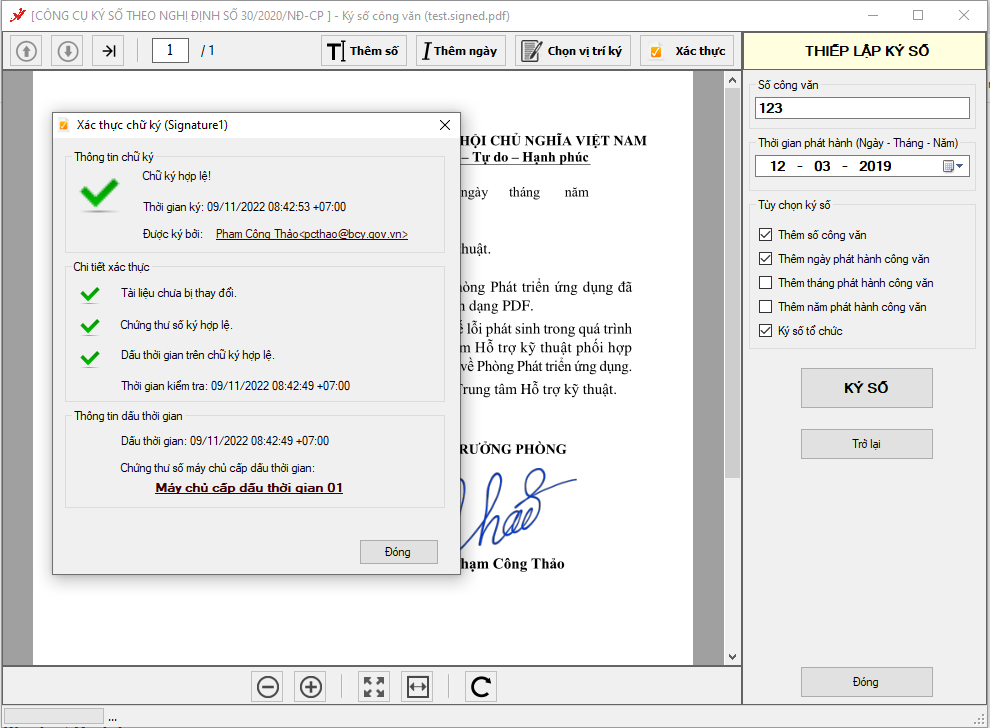 [CÔNG CỤ KÝ SỐ THEO NGHỊ ĐỊNH SỐ 30/2020/NĐ-CP ] - Ký số công văn (test.signed.pdf)
1 / 1
Thêm số
Thêm ngày
Chọn vị trí ký
Xác thực
Xác thực chữ ký (Signature1)
Thông tin chữ ký
Chữ ký hợp lệ!
Thời gian ký: 09/11/2022 08:42:53 +07:00
Được ký bởi: Phạm Công Thảo<pcthao@bcy.gov.vn>
Chi tiết xác thực
Tài liệu chưa bị thay đổi.
Chứng thư số ký hợp lệ.
Dấu thời gian trên chữ ký hợp lệ.
Thời gian kiểm tra: 09/11/2022 08:42:49 +07:00
Thông tin dấu thời gian
Dấu thời gian: 09/11/2022 08:42:49 +07:00
Chứng thư số máy chủ cấp dấu thời gian:
Máy chủ cấp dấu thời gian 01
Đóng
HỘI CHỦ NGHĨA VIỆT NAM
– Tự do – Hạnh phúc
ngày tháng năm
thuật.
Phát triển ứng dụng đã
dạng PDF.
lỗi phát sinh trong quá trình
Hỗ trợ kỹ thuật phối hợp
về Phòng Phát triển ứng dụng.
Trung tâm Hỗ trợ kỹ thuật.
RƯỞNG PHÒNG
hạm Công Thảo
THIẾP LẬP KÝ SỐ
Số công văn
123
Thời gian phát hành (Ngày - Tháng - Năm)
12 - 03 - 2019
Tùy chọn ký số
Thêm số công văn
Thêm ngày phát hành công văn
Thêm tháng phát hành công văn
Thêm năm phát hành công văn
Ký số tổ chức
KÝ SỐ
Trở lại
Đóng
...